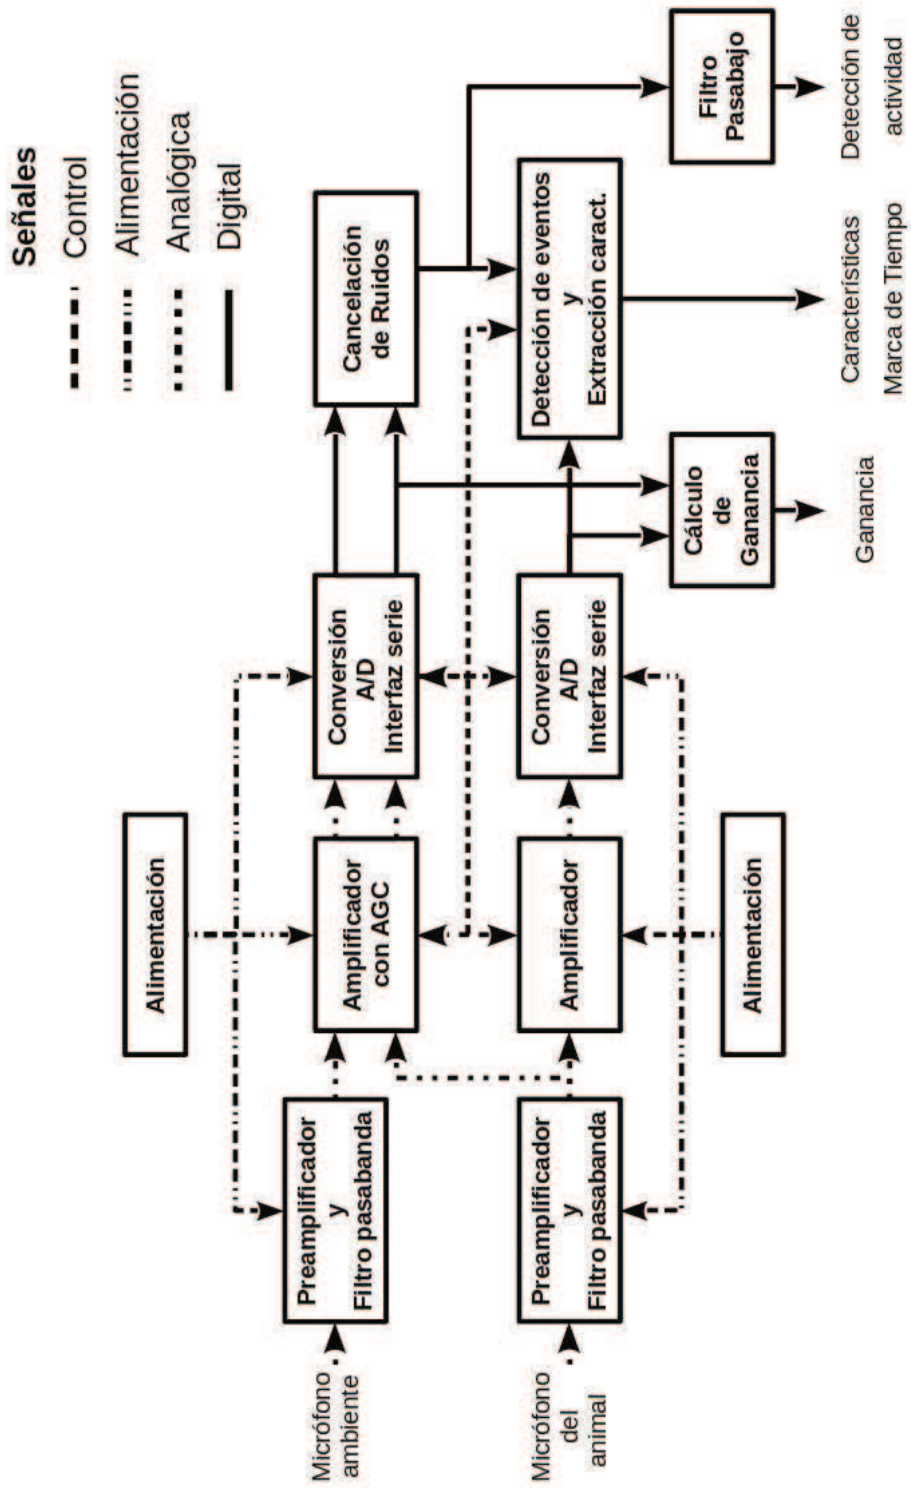 Señales
Control
Alimentación
Analógica
Digital
Alimentación
Micrófono
ambiente
Preamplificador
y
Filtro pasabanda
Amplificador
con AGC
Conversión
A/D
Interfaz serie
Cancelación
de Ruidos
Micrófono
del
animal
Preamplificador
y
Filtro pasabanda
Amplificador
Conversión
A/D
Interfaz serie
Detección de eventos
y
Extracción caract.
Alimentación
Cálculo
de
Ganancia
Filtro
Pasabajo
Ganancia
Características
Marca de Tiempo
Detección de
actividad